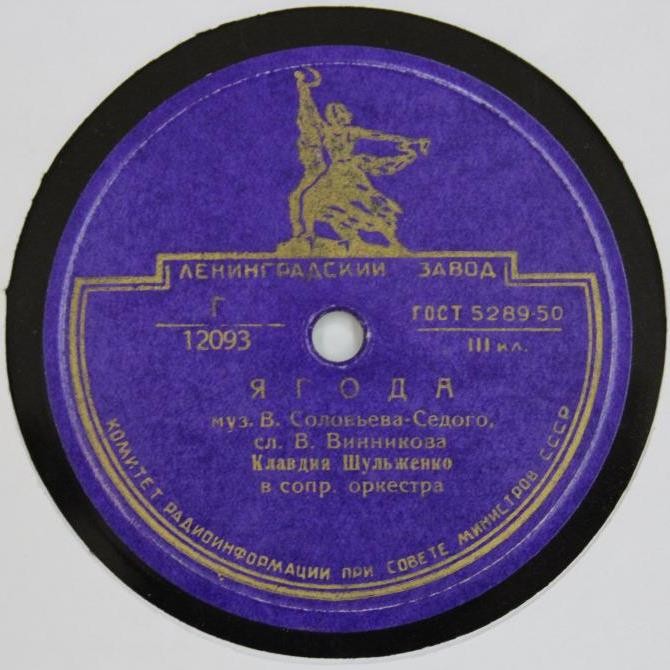 ЛЕНИНГРАДСКИЙ ЗАВОД
Г
12093
ГОСТ 5289-50
III кл.
ЯГОДА
муз. В. Соловьева-Седого,
сл. В. Винникова
Клавдия Шульженко
в сопр. оркестра
КОМИТЕТ РАДИОИНФОРМАЦИИ ПРИ СОВЕТЕ МИНИСТРОВ СССР